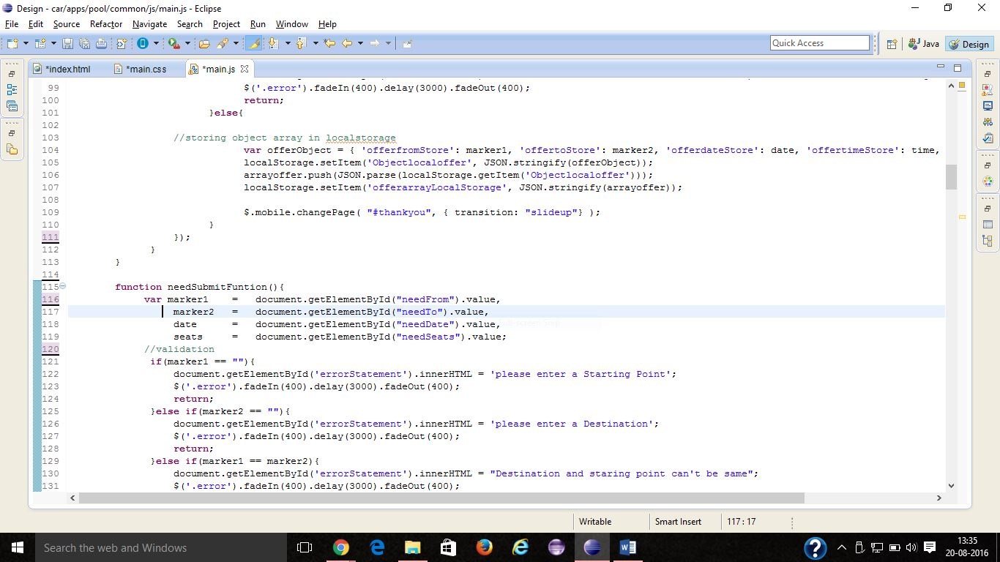 Design - car/apps/pool/common/js/main.js - Eclipse
File Edit Source Refactor Navigate Search Project Run Window Help
Quick Access
Java
Design
*index.html
*main.css
*main.js
99 $('.error').fadeIn(400).delay(3000).fadeOut(400);
100 return;
101 }else{
102
103 //storing object array in localstorage
104 var offerObject = { 'offerfromStore': marker1, 'offertoStore': marker2, 'offerdateStore': date, 'offertimeStore': time,
105 localStorage.setItem('Objectlocaloffer', JSON.stringify(offerObject));
106 arrayoffer.push(JSON.parse(localStorage.getItem('Objectlocaloffer')));
107 localStorage.setItem('offerarrayLocalStorage', JSON.stringify(arrayoffer));
108
109 $.mobile.changePage( "#thankyou", { transition: "slideup"} );
110 }
111 });
112 }
113 }
114
115 function needSubmitFuntion(){
116 var marker1 = document.getElementById("needFrom").value,
117 marker2 = document.getElementById("needTo").value,
118 date = document.getElementById("needDate").value,
119 seats = document.getElementById("needSeats").value;
120 //validation
121 if(marker1 == ""){
122 document.getElementById('errorStatement').innerHTML = 'please enter a Starting Point';
123 $('.error').fadeIn(400).delay(3000).fadeOut(400);
124 return;
125 }else if(marker2 == ""){
126 document.getElementById('errorStatement').innerHTML = 'please enter a Destination';
127 $('.error').fadeIn(400).delay(3000).fadeOut(400);
128 return;
129 }else if(marker1 == marker2){
130 document.getElementById('errorStatement').innerHTML = "Destination and staring point can't be same";
131 $('.error').fadeIn(400).delay(3000).fadeOut(400);
Writable
Smart Insert
117 : 17
Search the web and Windows
13:35
20-08-2016